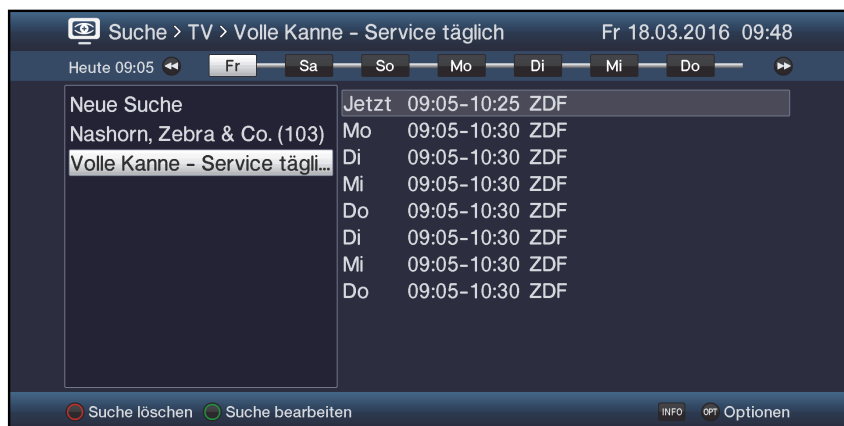 Suche > TV > Volle Kanne – Service täglich Fr 18.03.2016 09:48
Heute 09:05 Fr Sa So Mo Di Mi Do
Neue Suche
Nashorn, Zebra & Co. (103)
Volle Kanne – Service tägli...
Jetzt 09:05–10:25 ZDF
Mo 09:05–10:30 ZDF
Di 09:05–10:30 ZDF
Mi 09:05–10:30 ZDF
Do 09:05–10:30 ZDF
Di 09:05–10:30 ZDF
Mi 09:05–10:30 ZDF
Do 09:05–10:30 ZDF
Suche löschen Suche bearbeiten INFO OPT Optionen